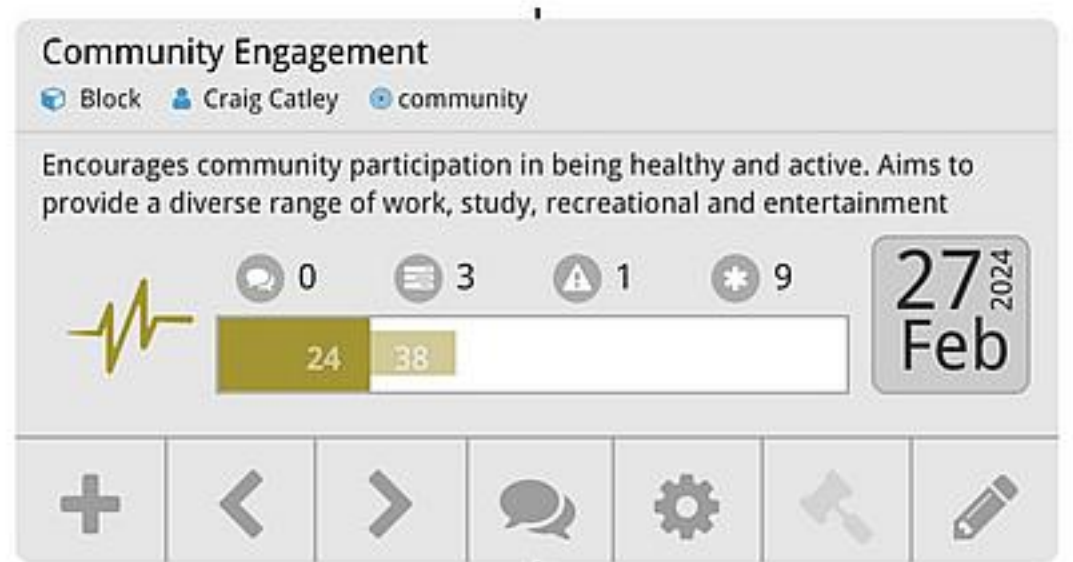 Community Engagement
Block Craig Catley community
Encourages community participation in being healthy and active. Aims to
provide a diverse range of work, study, recreational and entertainment
0 3 1 9
24 38
27 2024
Feb